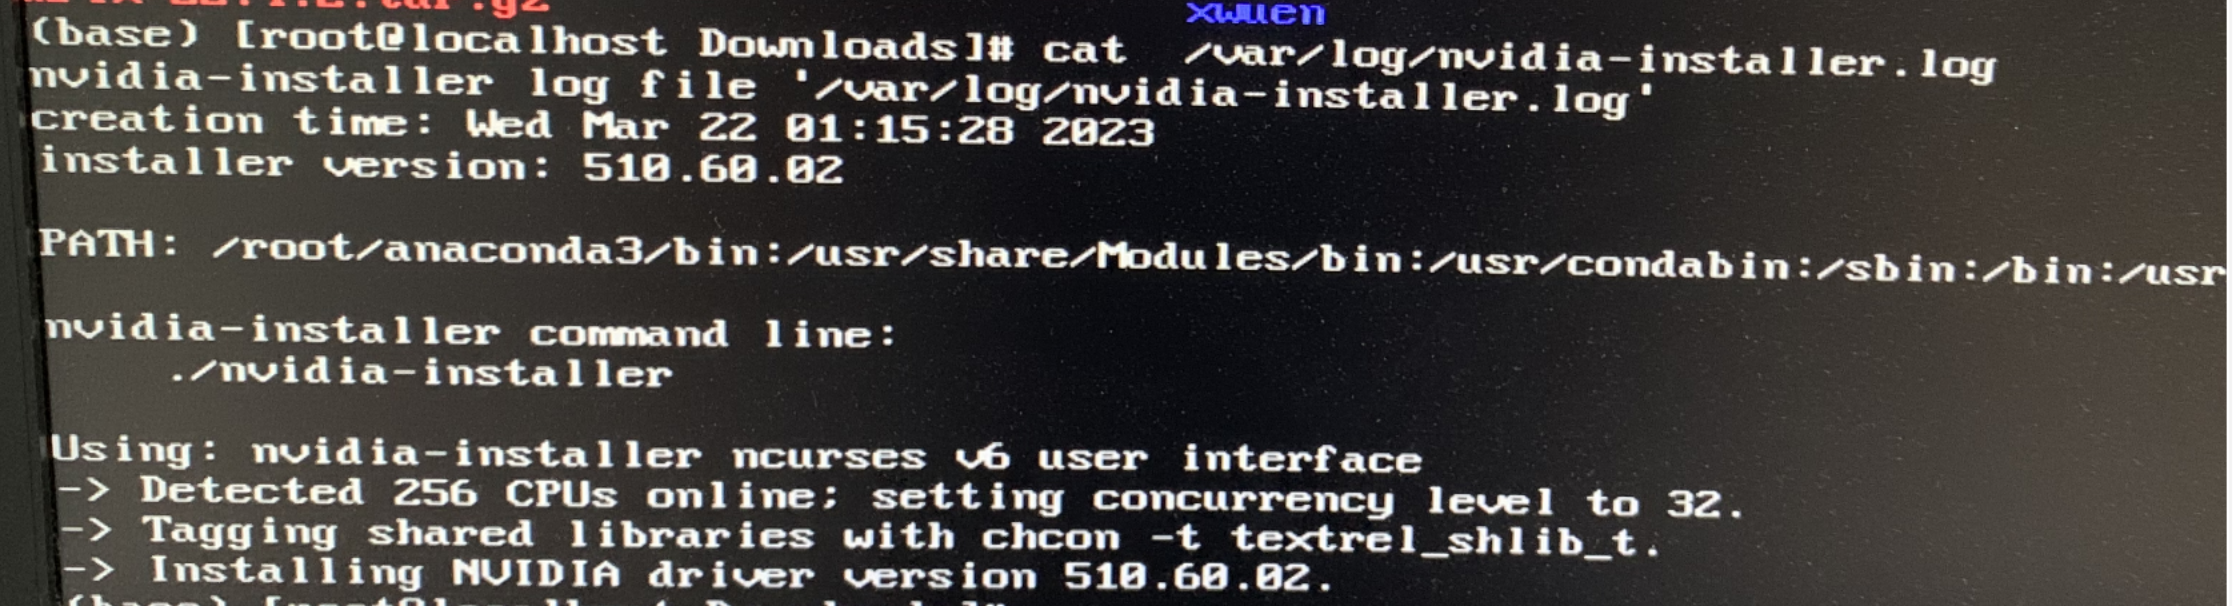 .tar.gz
xwuen
(base) [root@localhost Downloads]# cat  /var/log/nvidia-installer.log
nvidia-installer log file '/var/log/nvidia-installer.log'
creation time: Wed Mar 22 01:15:28 2023
installer version: 510.60.02
PATH: /root/anaconda3/bin:/usr/share/Modules/bin:/usr/condabin:/sbin:/bin:/usr
nvidia-installer command line:
./nvidia-installer
Using: nvidia-installer ncurses v6 user interface
-> Detected 256 CPUs online; setting concurrency level to 32.
-> Tagging shared libraries with chcon -t textrel_shlib_t.
-> Installing NVIDIA driver version 510.60.02.